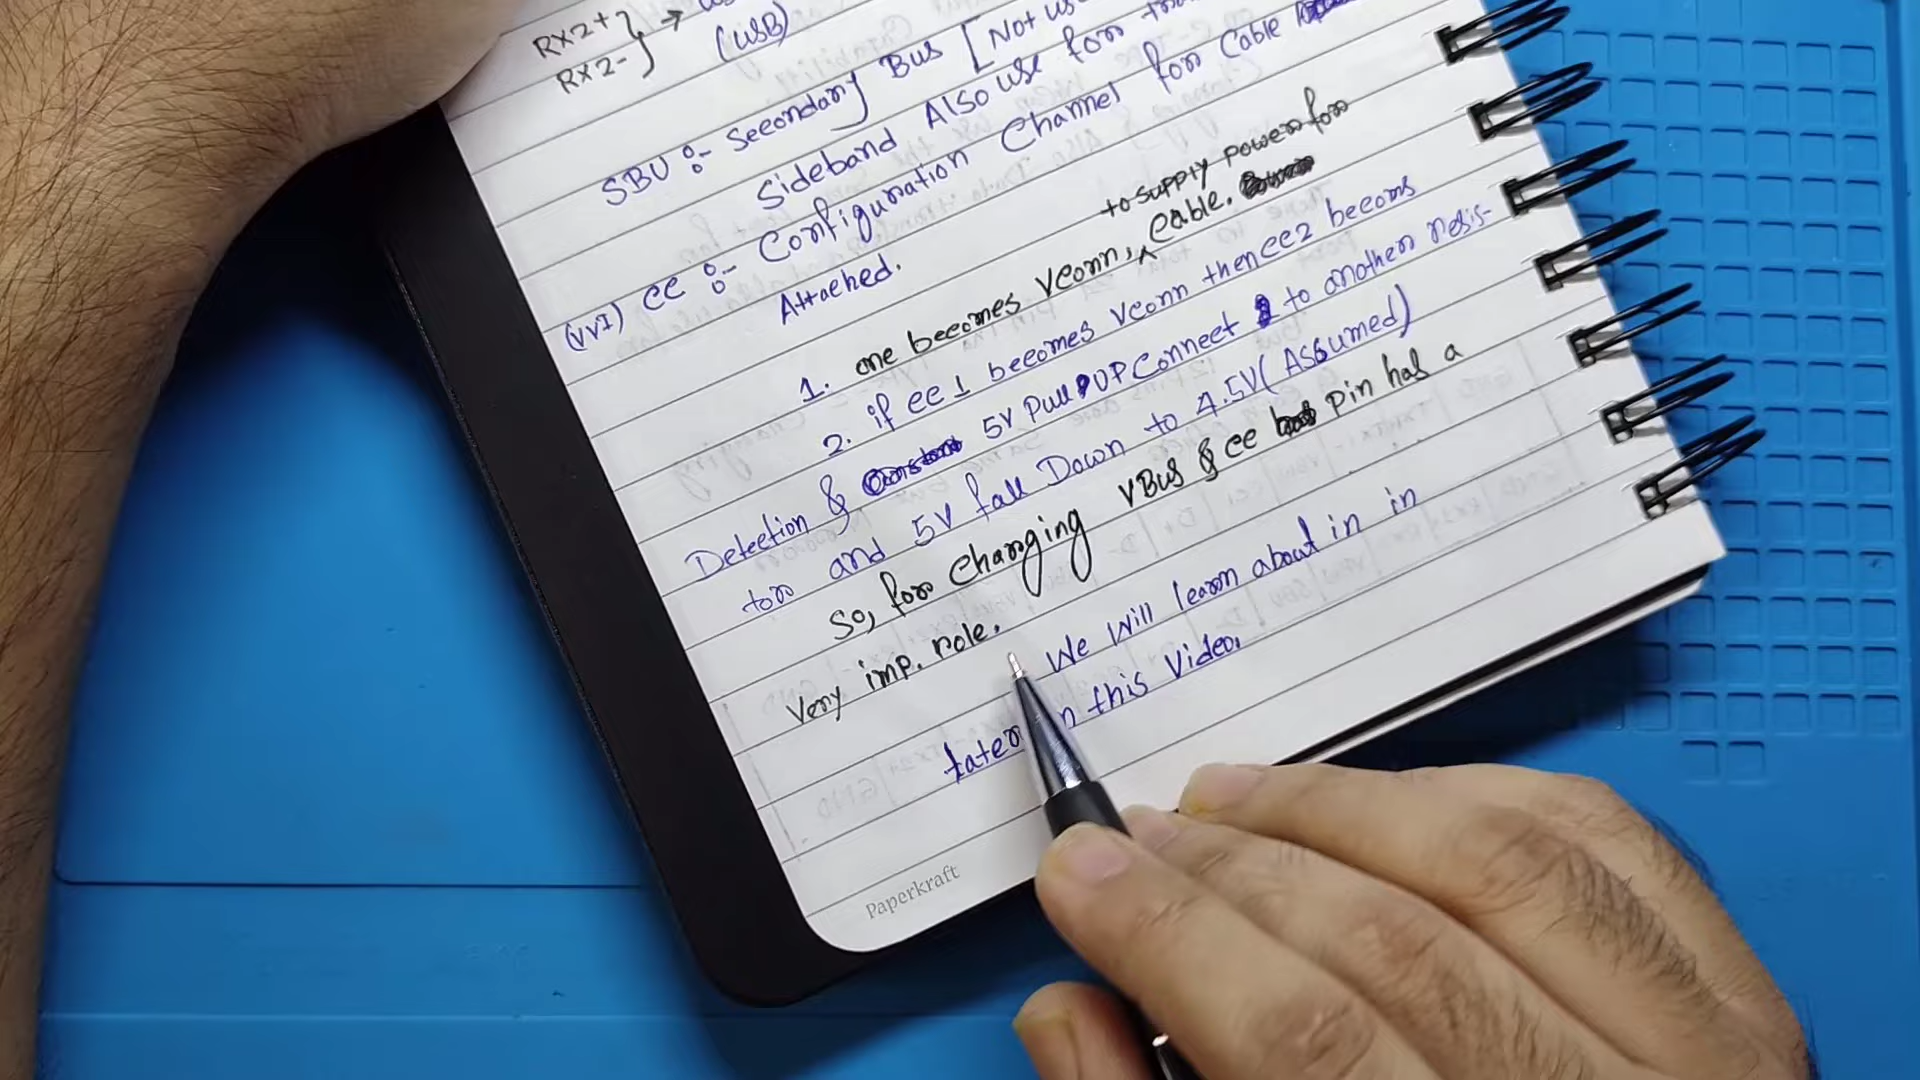 RX2+
RX2- } →
(USB)
SBU :- Secondary Bus [Not
Sideband Also use for
(VVI) CC :- Configuration Channel for Cable
Attached.
1. one becomes Vconn, to supply power for cable.
2. if cc1 becomes Vconn then cc2 becoms
Detection & 5V Pull UP Connect to another resis-
tor and 5V fall Down to 4.5V (Assumed)
So, for charging VBus & cc Pin has a
very imp. role.
We Will learn about in in
later in this Video.
Paperkraft